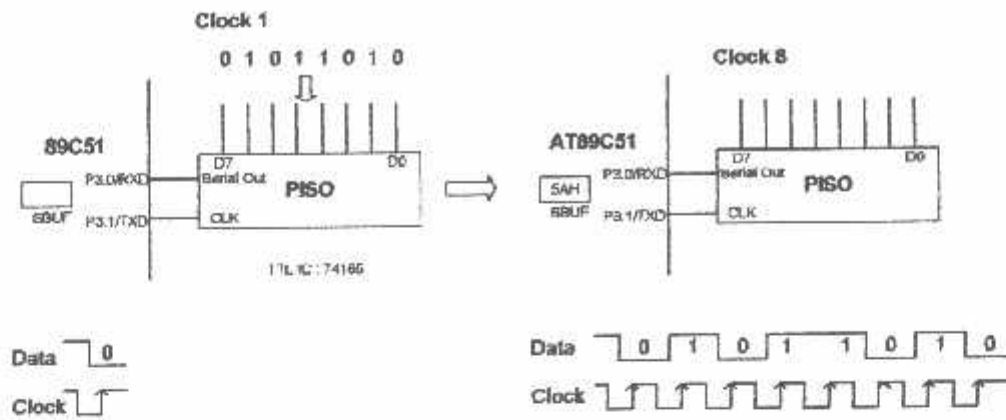 Clock 1
0 1 0 1 1 0 1 0
89C51
D7 D0
P3.0/RXD
Serial Out
PISO
SBUF
P3.1/TXD
CLK
74165
Clock 8
AT89C51
D7 D0
P3.0/RXD
Serial Out
PISO
5AH
SBUF
P3.1/TXD
CLK
Data 0
Clock
Data 0 1 0 1 1 0 1 0
Clock